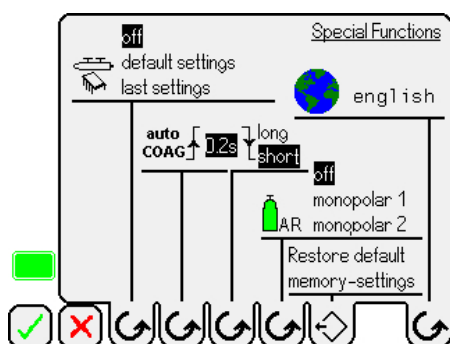 off
Special Functions
default settings
last settings
english
auto
COAG
0.2s
long
short
off
monopolar 1
AR monopolar 2
Restore default
memory-settings